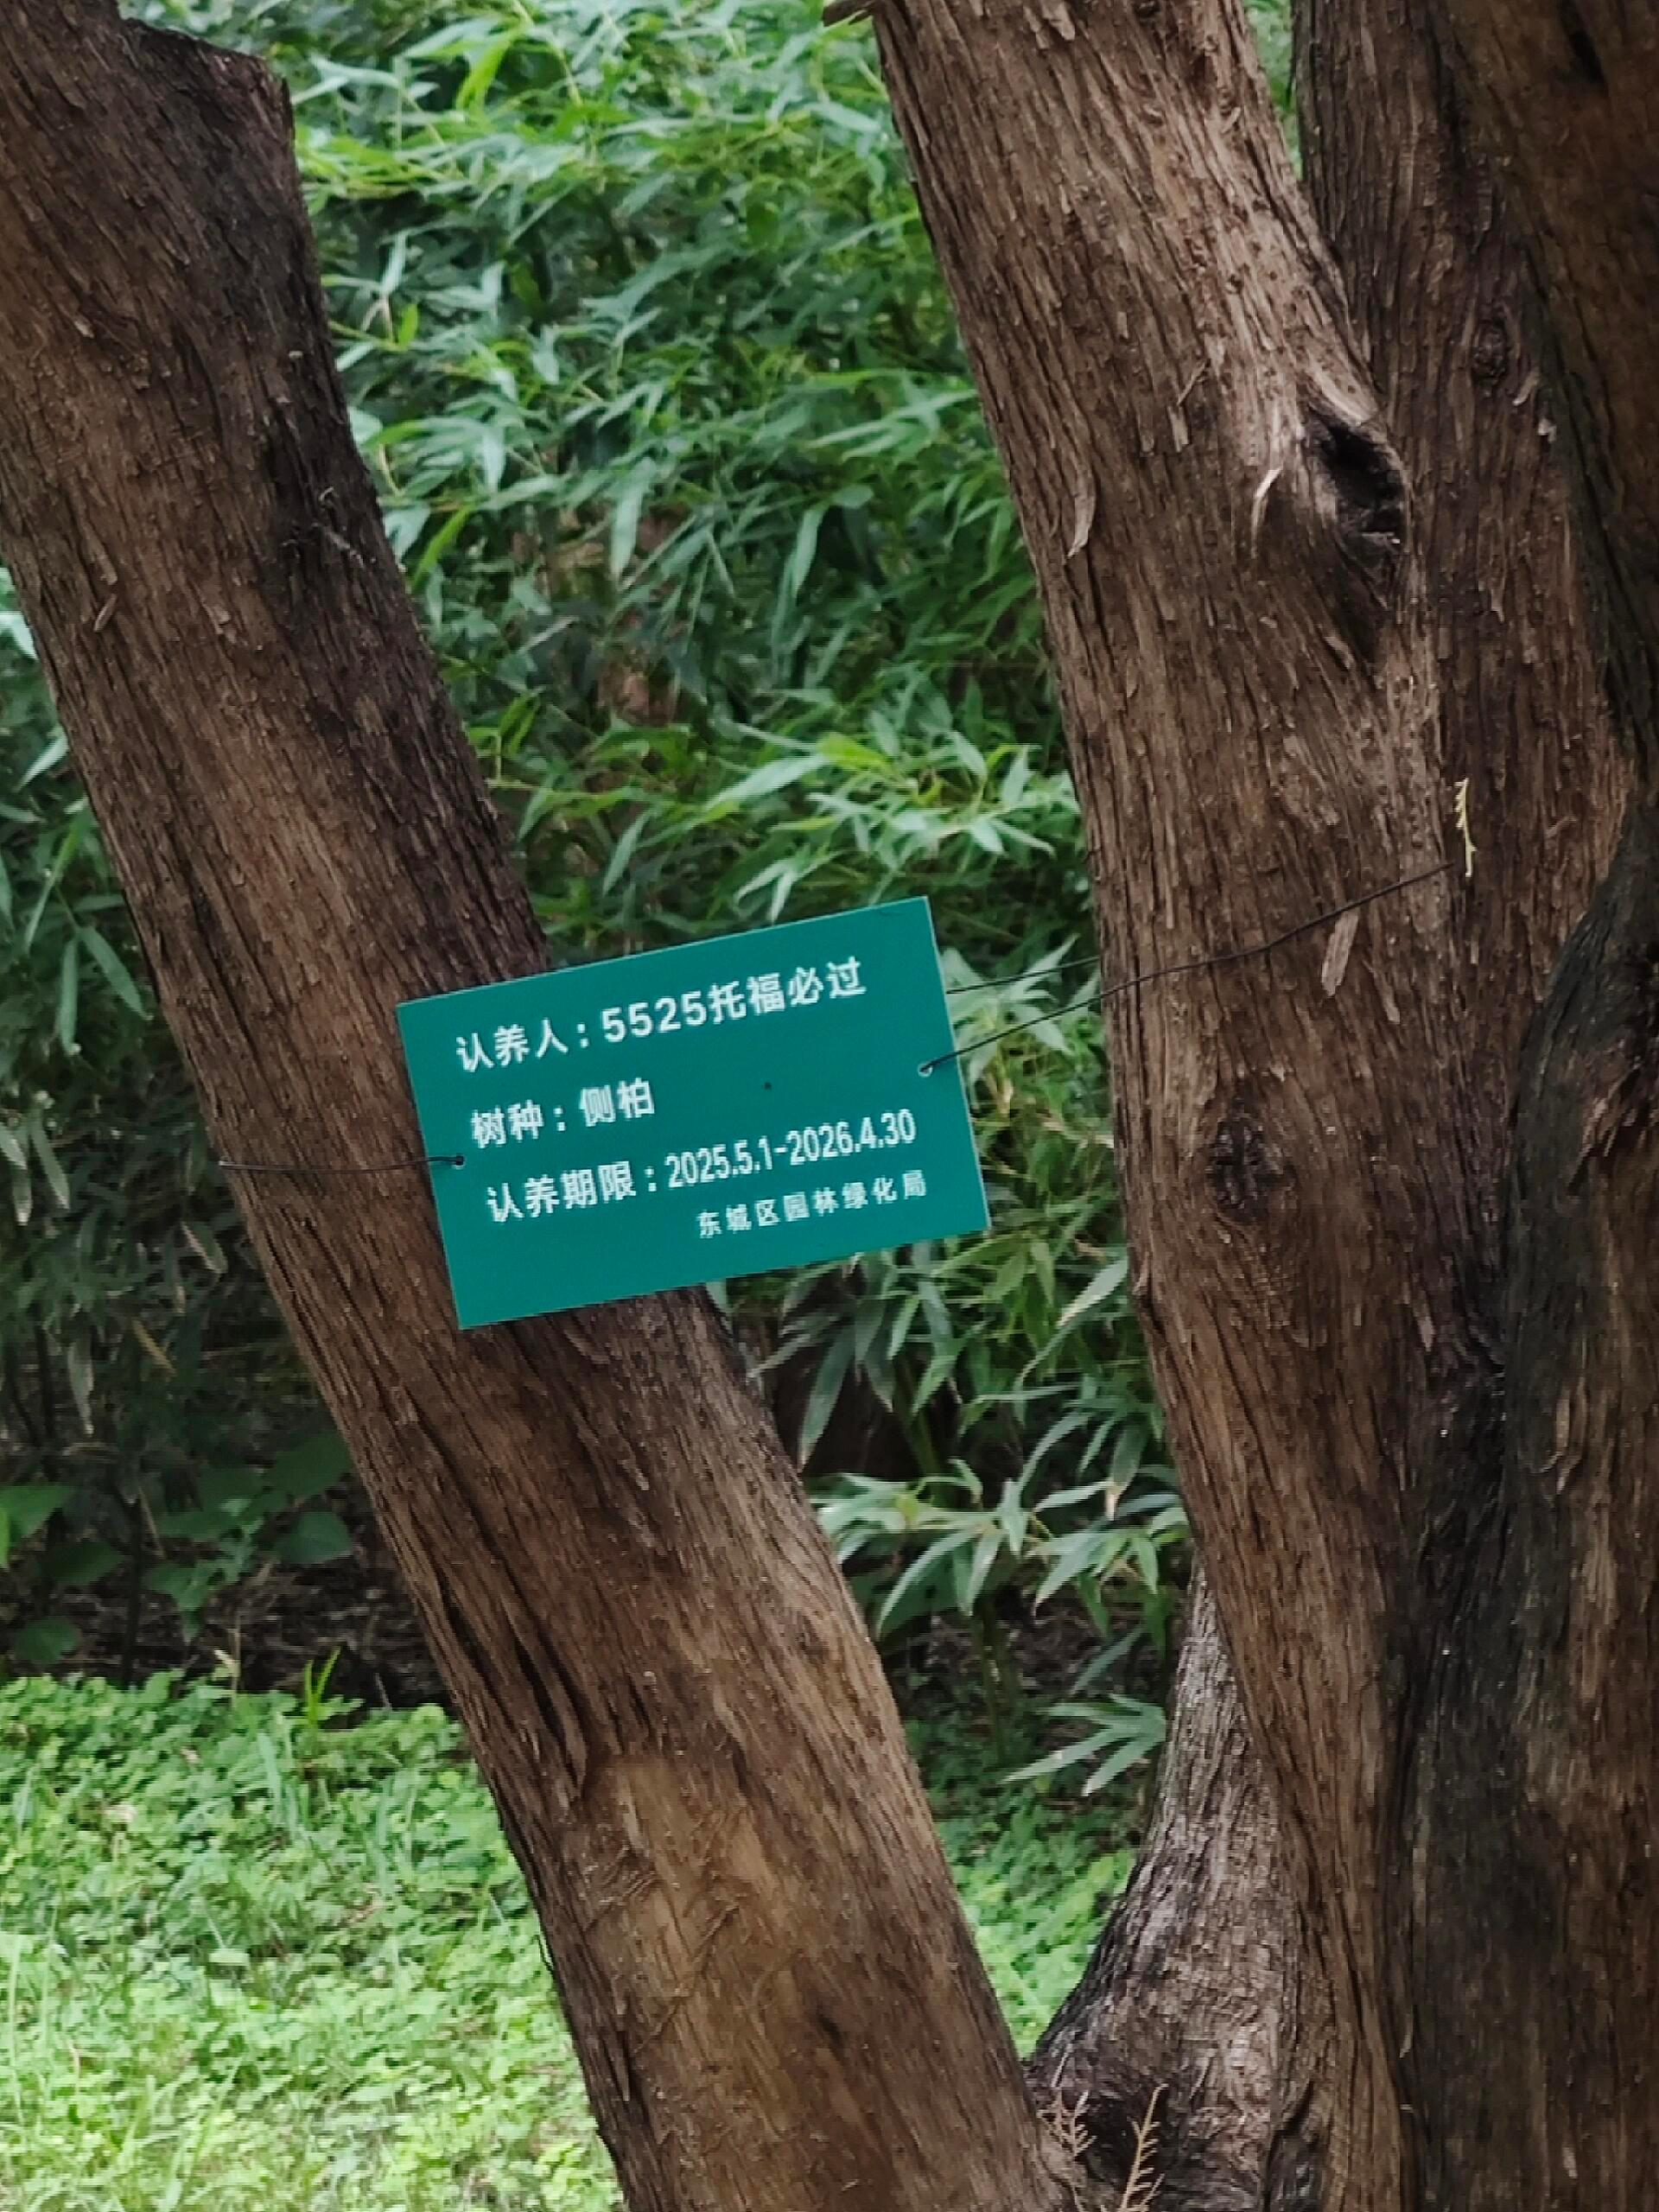 认养人：5525托福必过
树种：侧柏
认养期限：2025.5.1-2026.4.30
东城区园林绿化局